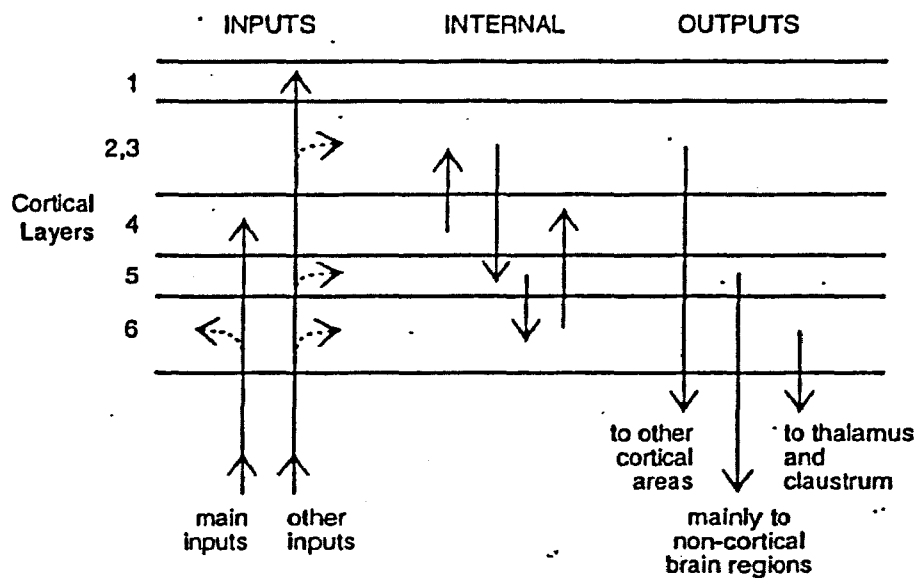 INPUTS INTERNAL OUTPUTS
1
2,3
Cortical
Layers
4
5
6
main
inputs
other
inputs
to other
cortical
areas
mainly to
non-cortical
brain regions
to thalamus
and
claustrum